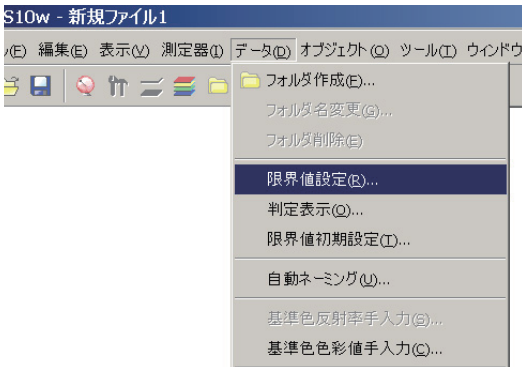 S10w - 新規ファイル1
ル(E) 編集(E) 表示(V) 測定器(I) データ(D) オブジェクト(O) ツール(T) ウィンドウ
フォルダ作成(F)...
フォルダ名変更(G)...
フォルダ削除(E)
限界値設定(R)...
判定表示(O)...
限界値初期設定(T)...
自動ネーミング(U)...
基準色反射率手入力(S)...
基準色色彩値手入力(C)...